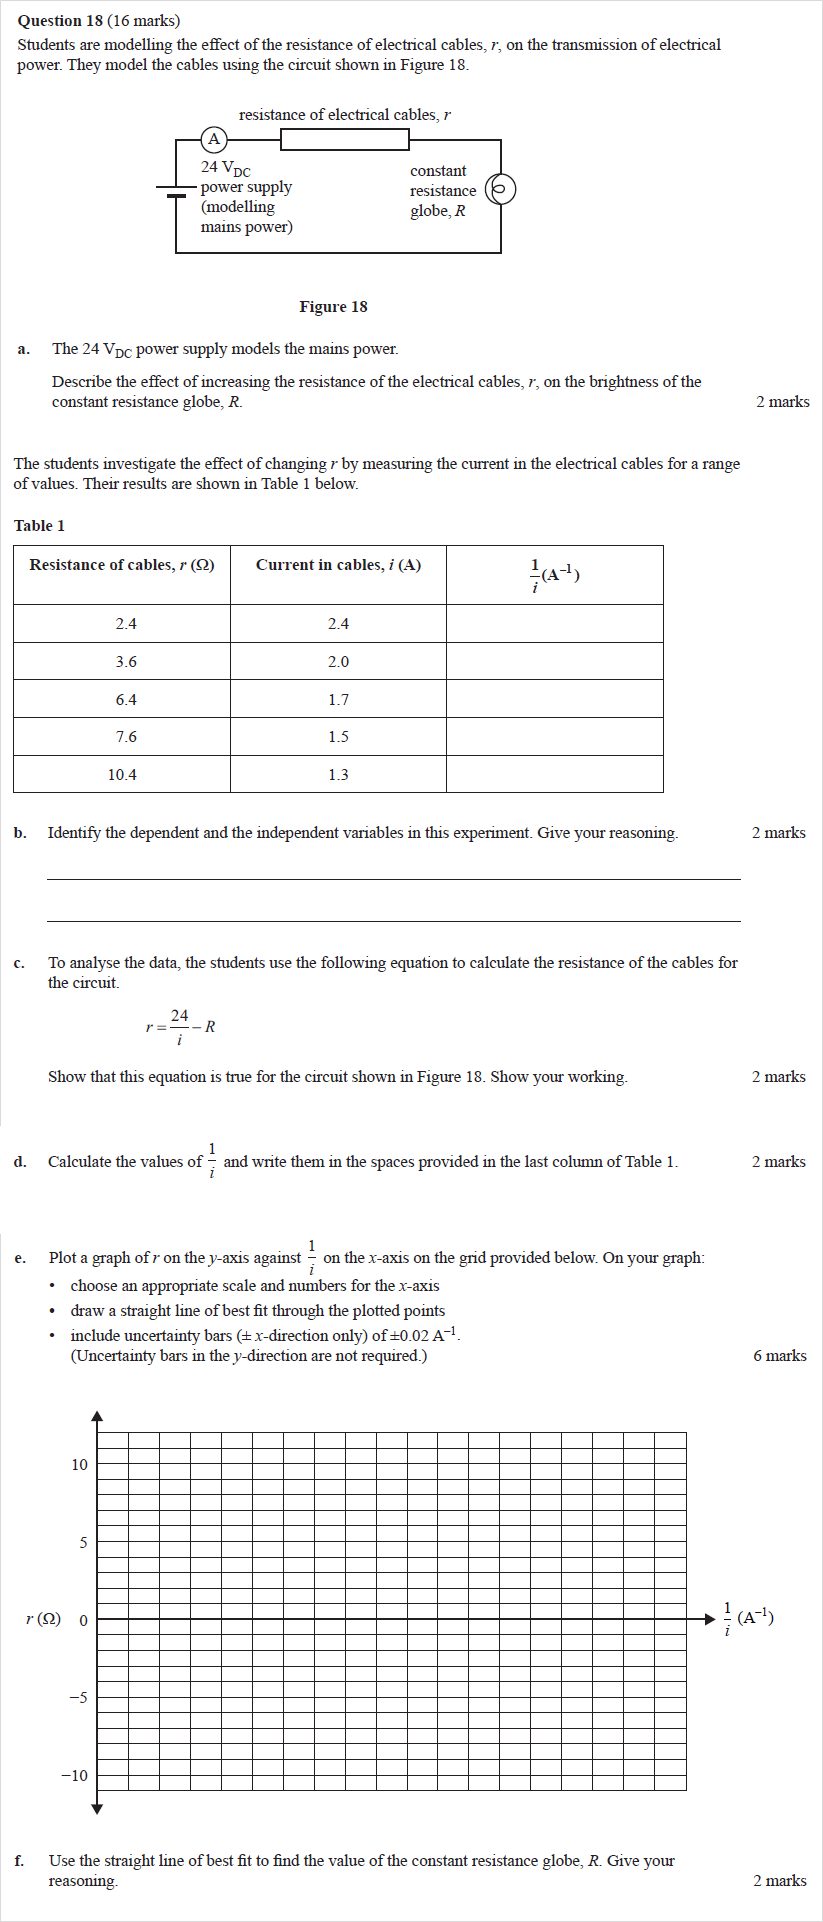 Question 18 (16 marks)
Students are modelling the effect of the resistance of electrical cables, r, on the transmission of electrical
power. They model the cables using the circuit shown in Figure 18.
resistance of electrical cables, r
A
24 VDC
power supply
(modelling
mains power)
constant
resistance
globe, R
Figure 18
a. The 24 VDC power supply models the mains power.
Describe the effect of increasing the resistance of the electrical cables, r, on the brightness of the
constant resistance globe, R. 2 marks
The students investigate the effect of changing r by measuring the current in the electrical cables for a range
of values. Their results are shown in Table 1 below.
Table 1
Resistance of cables, r (Ω) Current in cables, i (A) 1/i (A⁻¹)
2.4 2.4
3.6 2.0
6.4 1.7
7.6 1.5
10.4 1.3
b. Identify the dependent and the independent variables in this experiment. Give your reasoning. 2 marks
c. To analyse the data, the students use the following equation to calculate the resistance of the cables for
the circuit.
r = 24/i − R
Show that this equation is true for the circuit shown in Figure 18. Show your working. 2 marks
d. Calculate the values of 1/i and write them in the spaces provided in the last column of Table 1. 2 marks
e. Plot a graph of r on the y-axis against 1/i on the x-axis on the grid provided below. On your graph:
• choose an appropriate scale and numbers for the x-axis
• draw a straight line of best fit through the plotted points
• include uncertainty bars (± x-direction only) of ±0.02 A⁻¹.
(Uncertainty bars in the y-direction are not required.) 6 marks
10
5
r (Ω) 0 1/i (A⁻¹)
−5
−10
f. Use the straight line of best fit to find the value of the constant resistance globe, R. Give your
reasoning. 2 marks